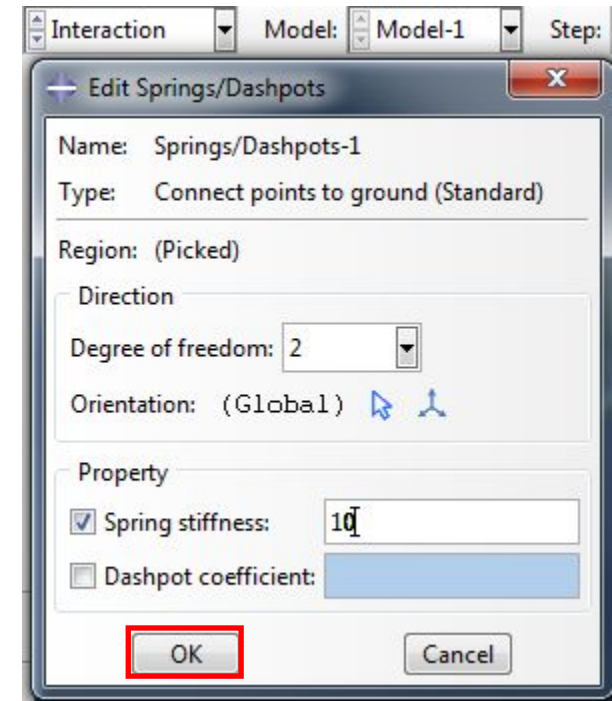 Interaction Model: Model-1 Step:
Edit Springs/Dashpots
Name: Springs/Dashpots-1
Type: Connect points to ground (Standard)
Region: (Picked)
Direction
Degree of freedom: 2
Orientation: (Global)
Property
Spring stiffness: 10
Dashpot coefficient:
OK Cancel